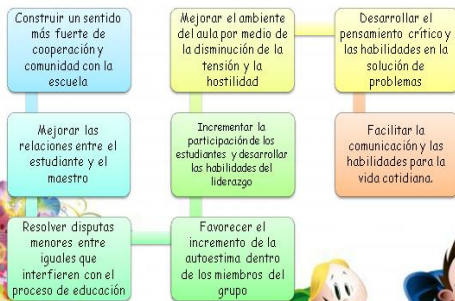 Construir un sentido
más fuerte de
cooperación y
comunidad con la
escuela
Mejorar las
relaciones entre el
estudiante y el
maestro
Resolver disputas
menores entre
iguales que
interfieren con el
proceso de educación
Favorecer el
incremento de la
autoestima dentro
de los miembros del
grupo
Incrementar la
participación de los
estudiantes y desarrollar
las habilidades del
liderazgo
Mejorar el ambiente
del aula por medio de
la disminución de la
tensión y la
hostilidad
Desarrollar el
pensamiento crítico y
las habilidades en la
solución de
problemas
Facilitar la
comunicación y las
habilidades para la
vida cotidiana.